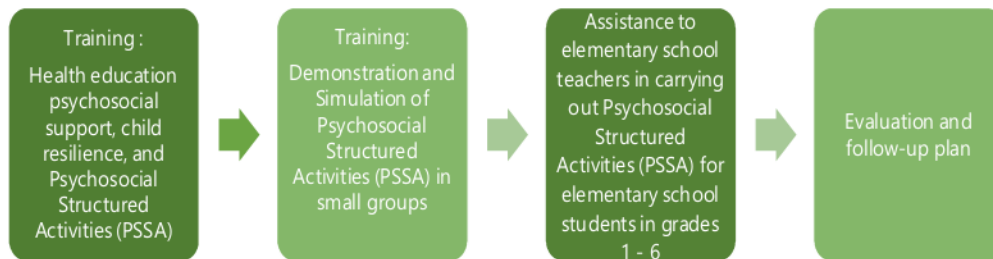 Training :
Health education
psychosocial
support, child
resilience, and
Psychosocial
Structured
Activities (PSSA)
Training:
Demonstration and
Simulation of
Psychosocial
Structured
Activities (PSSA) in
small groups
Assistance to
elementary school
teachers in carrying
out Psychosocial
Structured
Activities (PSSA) for
elementary school
students in grades
1 - 6
Evaluation and
follow-up plan